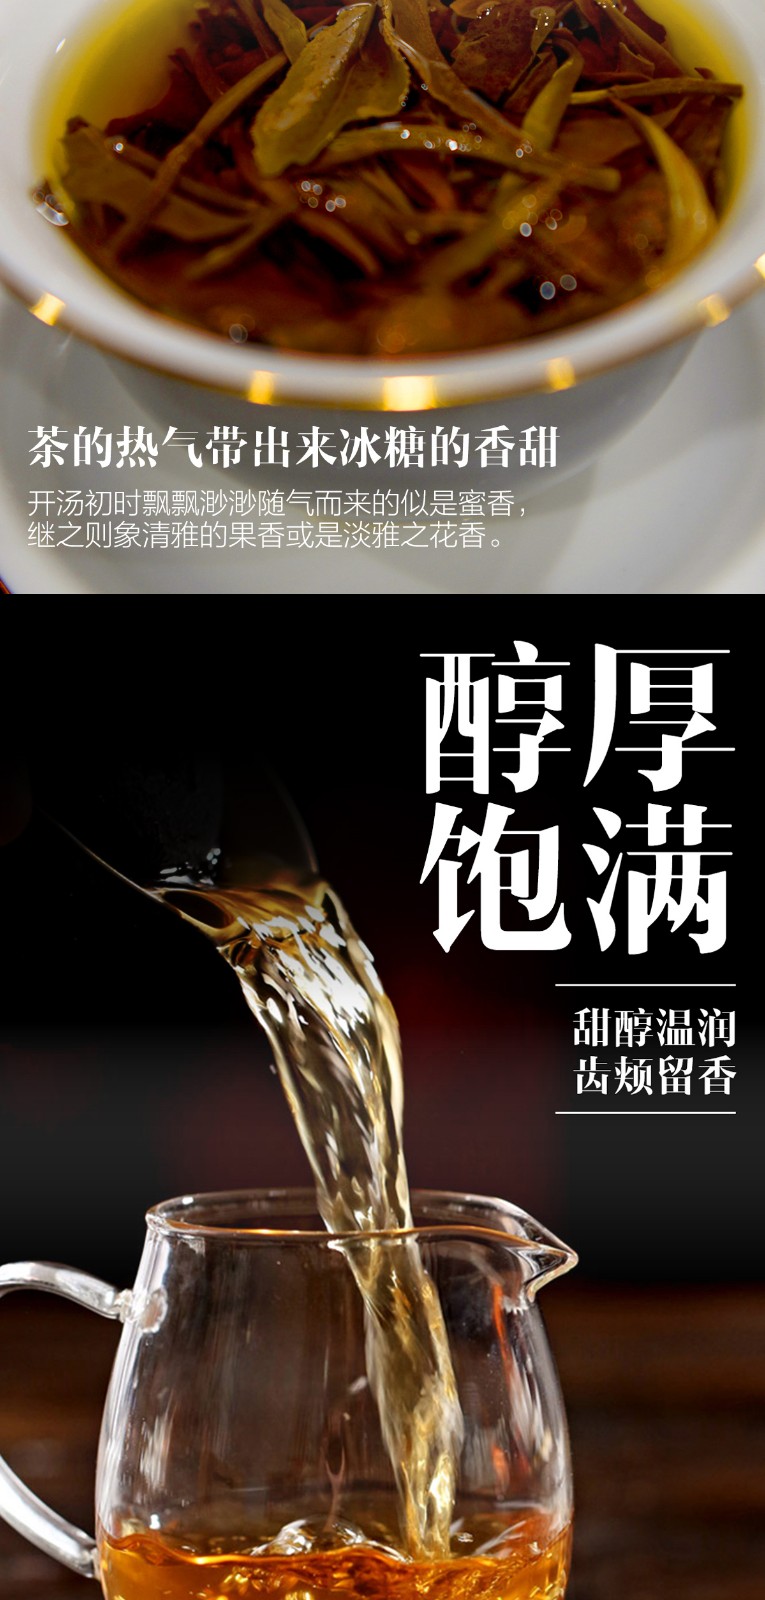 茶的热气带出来冰糖的香甜
开汤初时飘飘渺渺随气而来的似是蜜香，
继之则象清雅的果香或是淡雅之花香。
醇厚
饱满
甜醇温润
齿颊留香